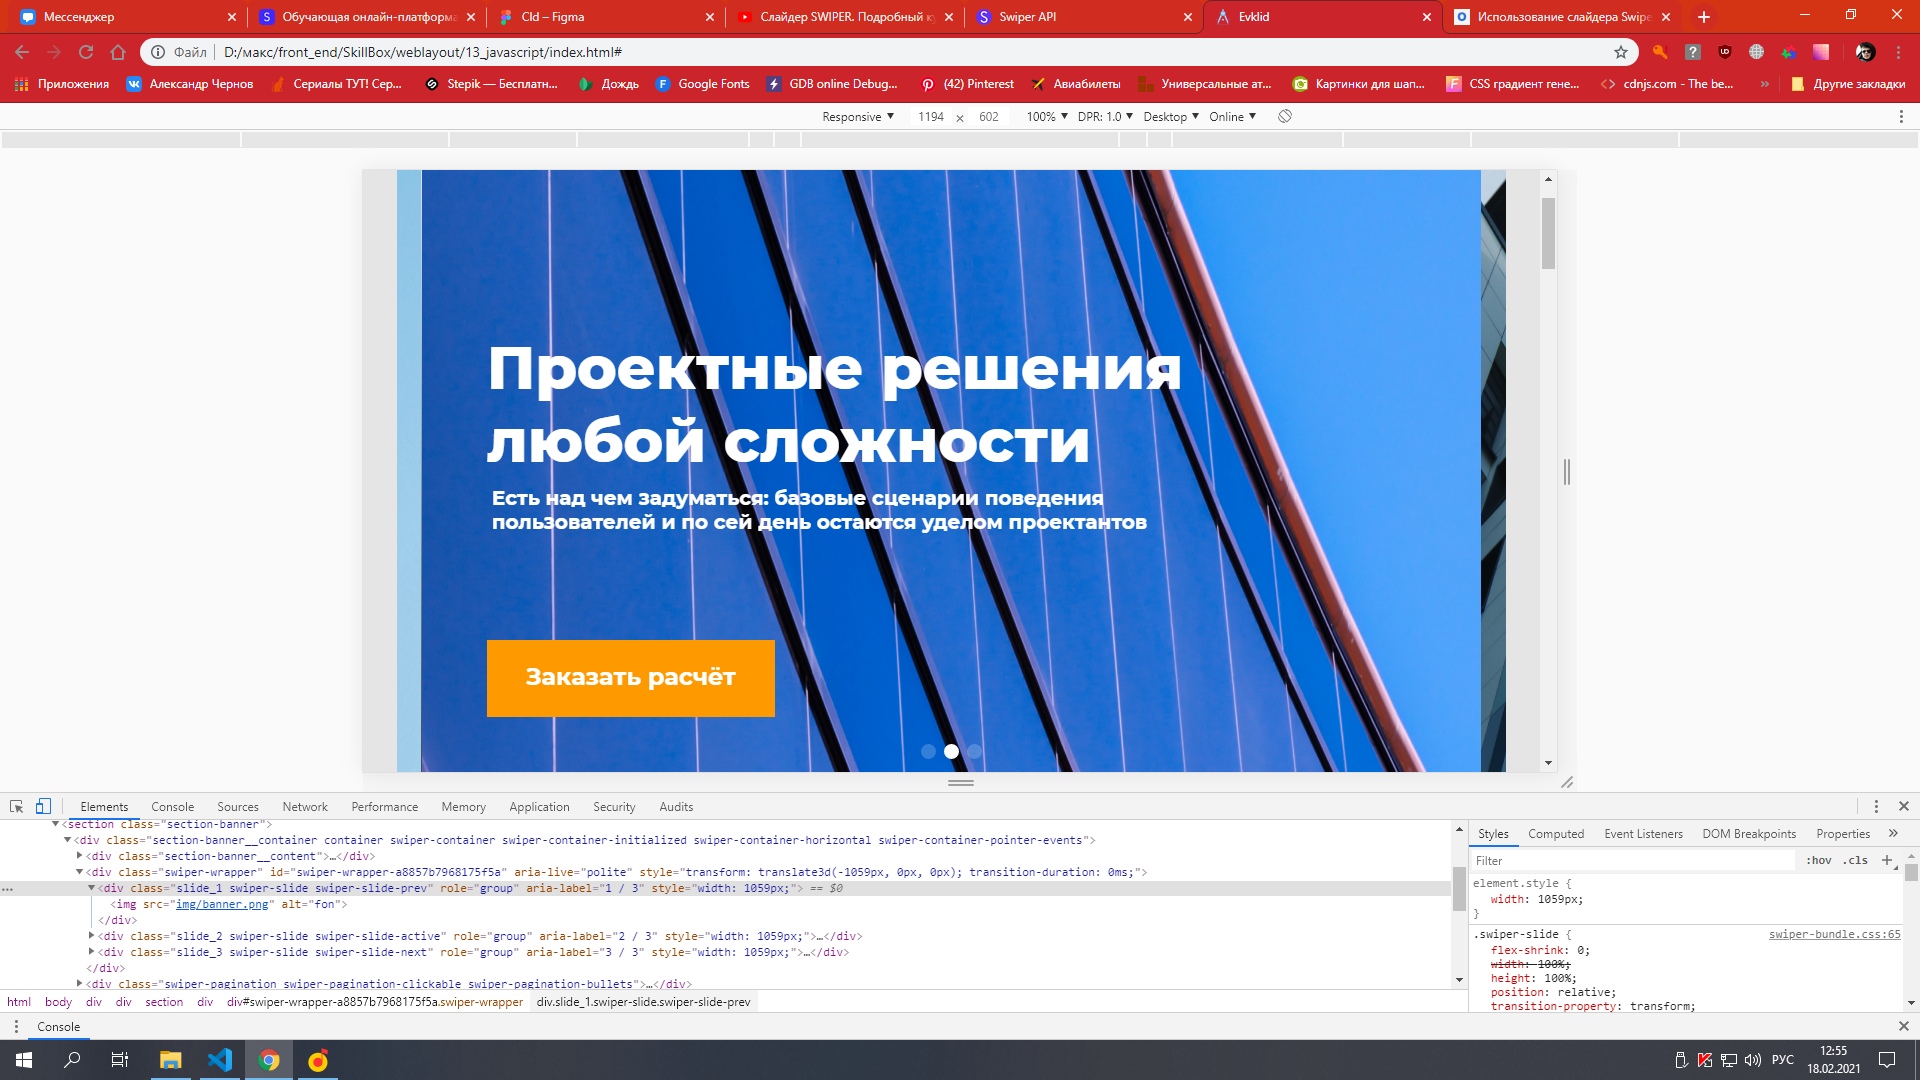 Мессенджер
Обучающая онлайн-платформа
Cld – Figma
Слайдер SWIPER. Подробный ку
Swiper API
Evklid
Использование слайдера Swipe
Файл D:/макс/front_end/SkillBox/weblayout/13_javascript/index.html#
Приложения Александр Чернов Сериалы ТУТ! Сер... Stepik — Бесплатн... Дождь Google Fonts GDB online Debug... (42) Pinterest Авиабилеты Универсальные ат... Картинки для шап... CSS градиент гене... cdnjs.com - The be... » Другие закладки
Responsive ▼ 1194 × 602 100% ▼ DPR: 1.0 ▼ Desktop ▼ Online ▼
Проектные решения
любой сложности
Есть над чем задуматься: базовые сценарии поведения
пользователей и по сей день остаются уделом проектантов
Заказать расчёт
Elements Console Sources Network Performance Memory Application Security Audits
<section class="section-banner">
<div class="section-banner__container container swiper-container swiper-container-initialized swiper-container-horizontal swiper-container-pointer-events">
<div class="section-banner__content">…</div>
<div class="swiper-wrapper" id="swiper-wrapper-a8857b7968175f5a" aria-live="polite" style="transform: translate3d(-1059px, 0px, 0px); transition-duration: 0ms;">
<div class="slide_1 swiper-slide swiper-slide-prev" role="group" aria-label="1 / 3" style="width: 1059px;"> == $0
<img src="img/banner.png" alt="fon">
</div>
<div class="slide_2 swiper-slide swiper-slide-active" role="group" aria-label="2 / 3" style="width: 1059px;">…</div>
<div class="slide_3 swiper-slide swiper-slide-next" role="group" aria-label="3 / 3" style="width: 1059px;">…</div>
</div>
<div class="swiper-pagination swiper-pagination-clickable swiper-pagination-bullets">…</div>
html body div div section div div#swiper-wrapper-a8857b7968175f5a.swiper-wrapper div.slide_1.swiper-slide.swiper-slide-prev
Styles Computed Event Listeners DOM Breakpoints Properties »
Filter :hov .cls +
element.style {
width: 1059px;
}
.swiper-slide { swiper-bundle.css:65
flex-shrink: 0;
width: 100%;
height: 100%;
position: relative;
transition-property: transform;
Console
РУС
12:55
18.02.2021